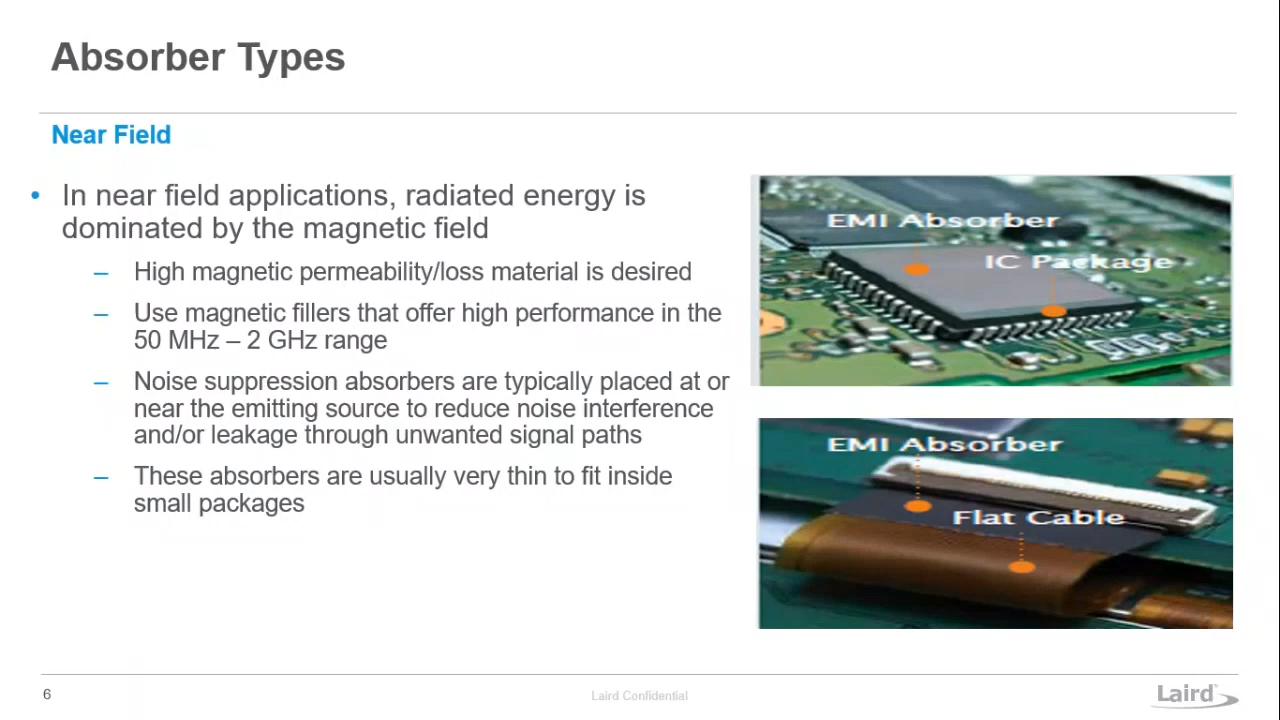 Absorber Types
Near Field
• In near field applications, radiated energy is
dominated by the magnetic field
– High magnetic permeability/loss material is desired
– Use magnetic fillers that offer high performance in the
50 MHz – 2 GHz range
– Noise suppression absorbers are typically placed at or
near the emitting source to reduce noise interference
and/or leakage through unwanted signal paths
– These absorbers are usually very thin to fit inside
small packages
EMI Absorber
IC Package
EMI Absorber
Flat Cable
6
Laird Confidential
Laird